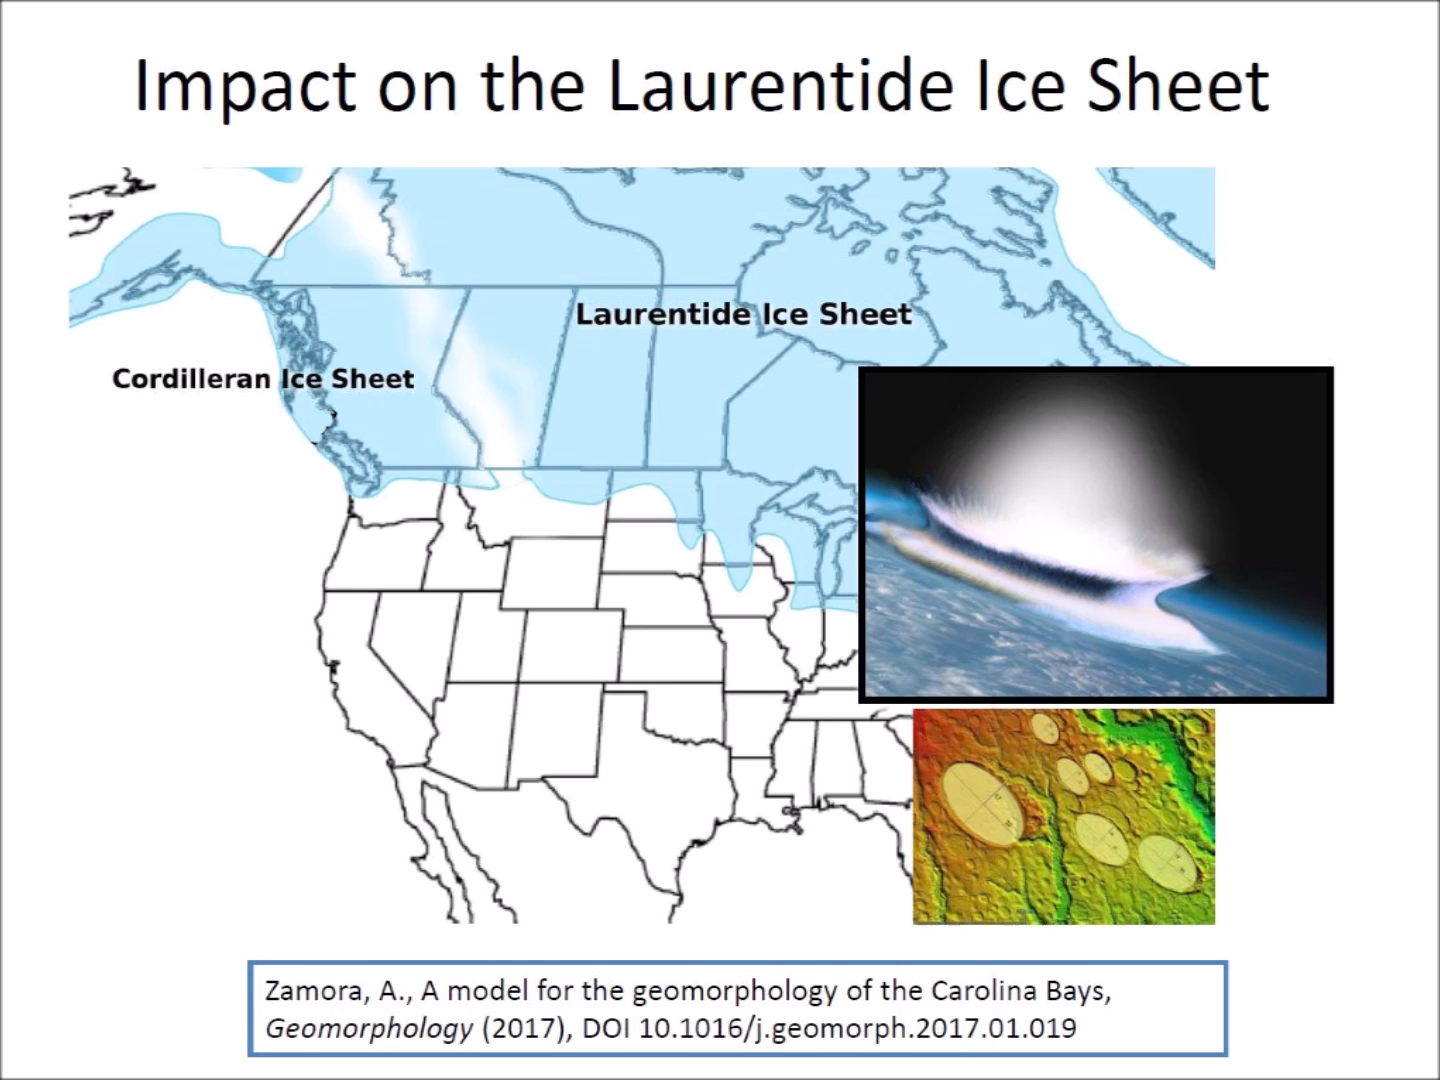 Impact on the Laurentide Ice Sheet
Laurentide Ice Sheet
Cordilleran Ice Sheet
Zamora, A., A model for the geomorphology of the Carolina Bays,
Geomorphology (2017), DOI 10.1016/j.geomorph.2017.01.019